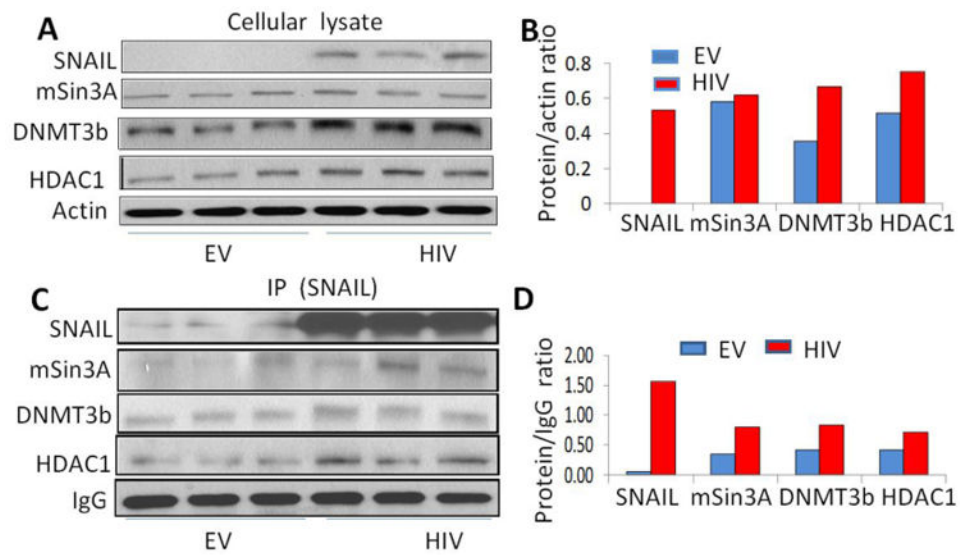 A
Cellular lysate
SNAIL
mSin3A
DNMT3b
HDAC1
Actin
EV
HIV
B
Protein/actin ratio
EV
HIV
0.8
0.6
0.4
0.2
0
SNAIL mSin3A DNMT3b HDAC1
C
IP (SNAIL)
SNAIL
mSin3A
DNMT3b
HDAC1
IgG
EV
HIV
D
Protein/IgG ratio
EV
HIV
2.00
1.50
1.00
0.50
0.00
SNAIL mSin3A DNMT3b HDAC1